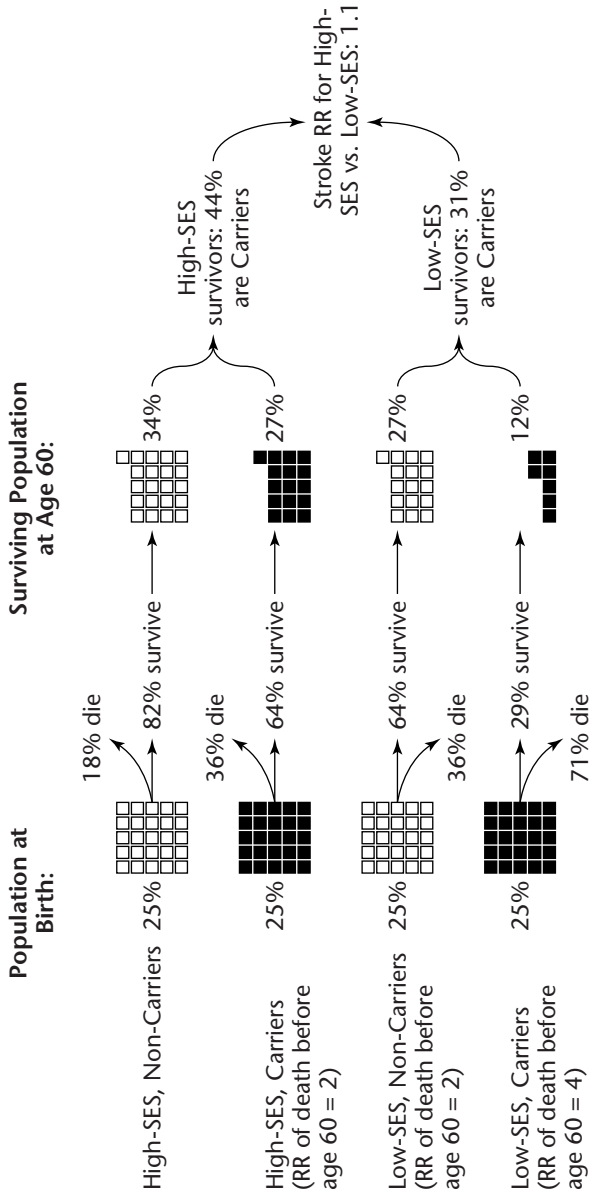 Population at
Birth:
Surviving Population
at Age 60:
High-SES, Non-Carriers
25%
18% die
82% survive
34%
High-SES, Carriers
(RR of death before
age 60 = 2)
25%
36% die
64% survive
27%
High-SES
survivors: 44%
are Carriers
Low-SES, Non-Carriers
(RR of death before
age 60 = 2)
25%
64% survive
36% die
27%
Low-SES, Carriers
(RR of death before
age 60 = 4)
25%
29% survive
71% die
12%
Low-SES
survivors: 31%
are Carriers
Stroke RR for High-
SES vs. Low-SES: 1.1